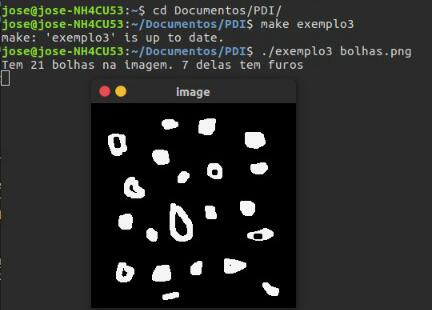 jose@jose-NH4CU53:~$ cd Documentos/PDI/
jose@jose-NH4CU53:~/Documentos/PDI$ make exemplo3
make: 'exemplo3' is up to date.
jose@jose-NH4CU53:~/Documentos/PDI$ ./exemplo3 bolhas.png
Tem 21 bolhas na imagem. 7 delas tem furos
image